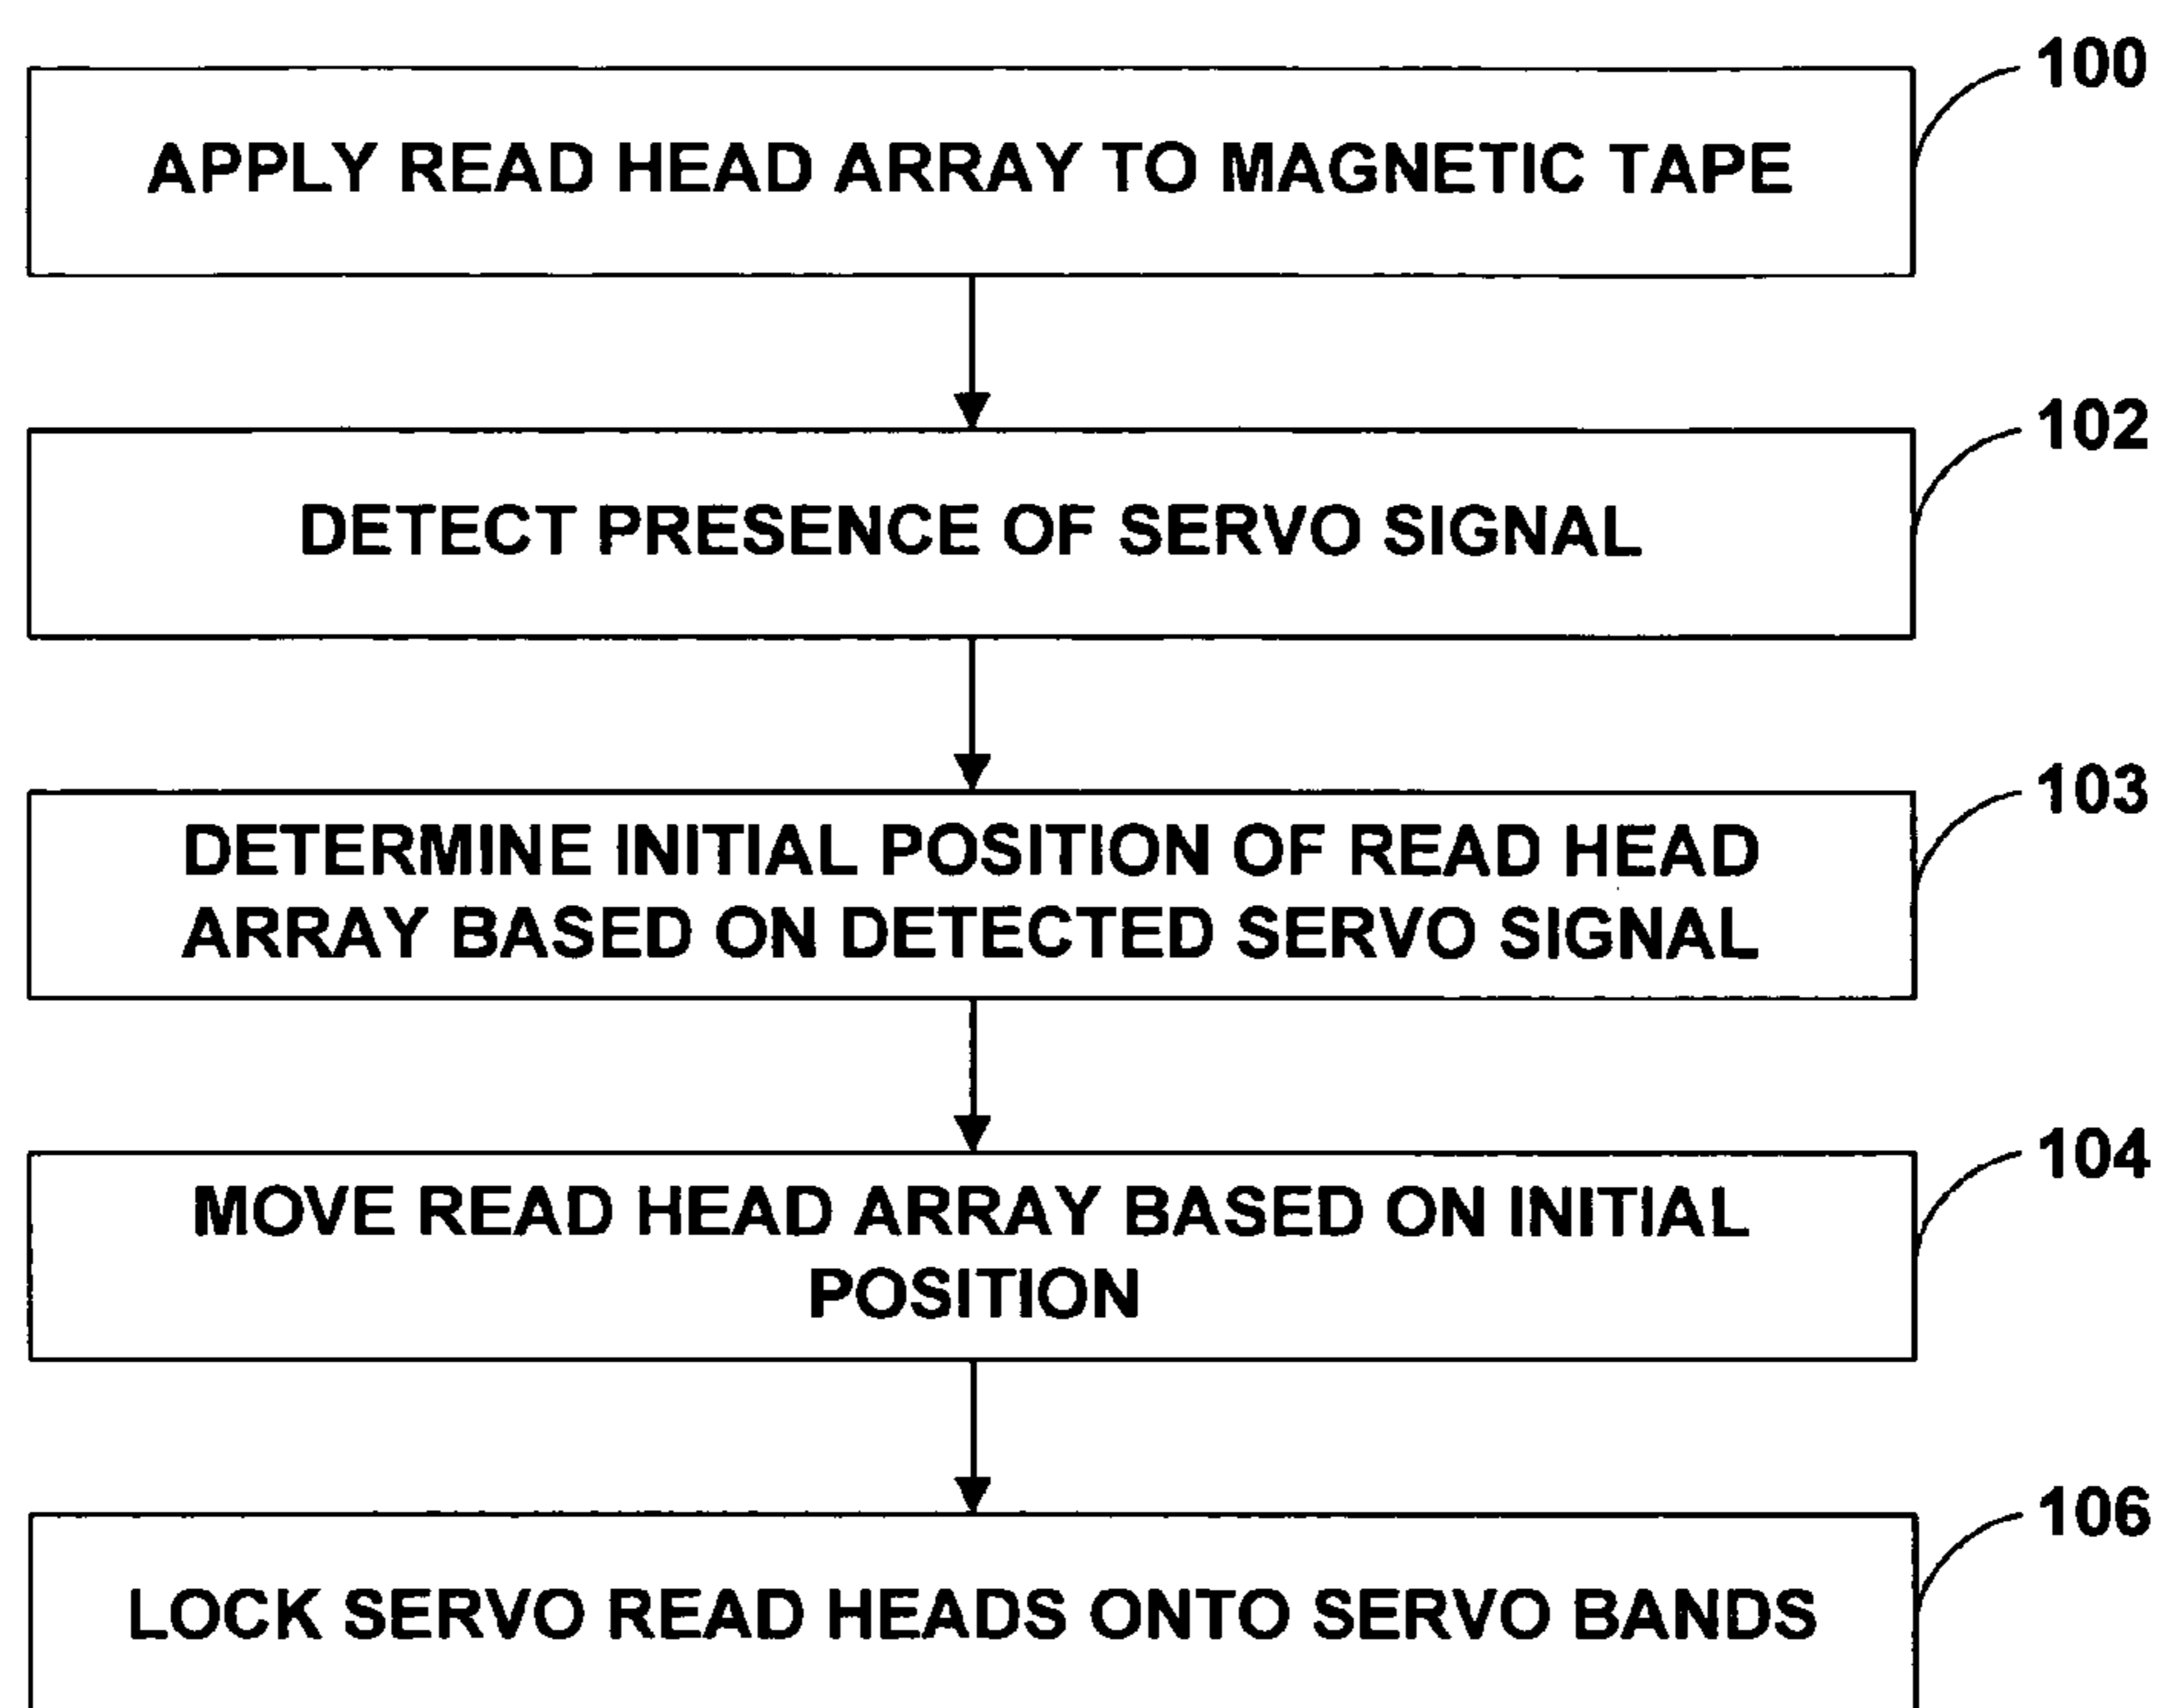 100
APPLY READ HEAD ARRAY TO MAGNETIC TAPE
102
DETECT PRESENCE OF SERVO SIGNAL
103
DETERMINE INITIAL POSITION OF READ HEAD
ARRAY BASED ON DETECTED SERVO SIGNAL
104
MOVE READ HEAD ARRAY BASED ON INITIAL
POSITION
106
LOCK SERVO READ HEADS ONTO SERVO BANDS